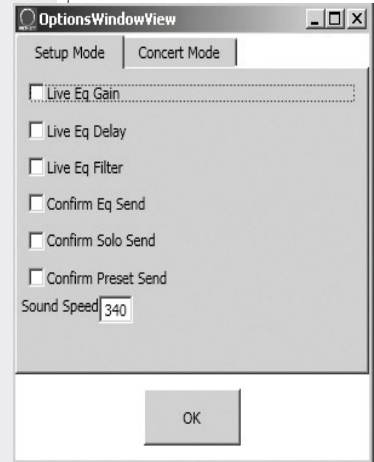 OptionsWindowView
Setup Mode Concert Mode
Live Eq Gain
Live Eq Delay
Live Eq Filter
Confirm Eq Send
Confirm Solo Send
Confirm Preset Send
Sound Speed 340
OK